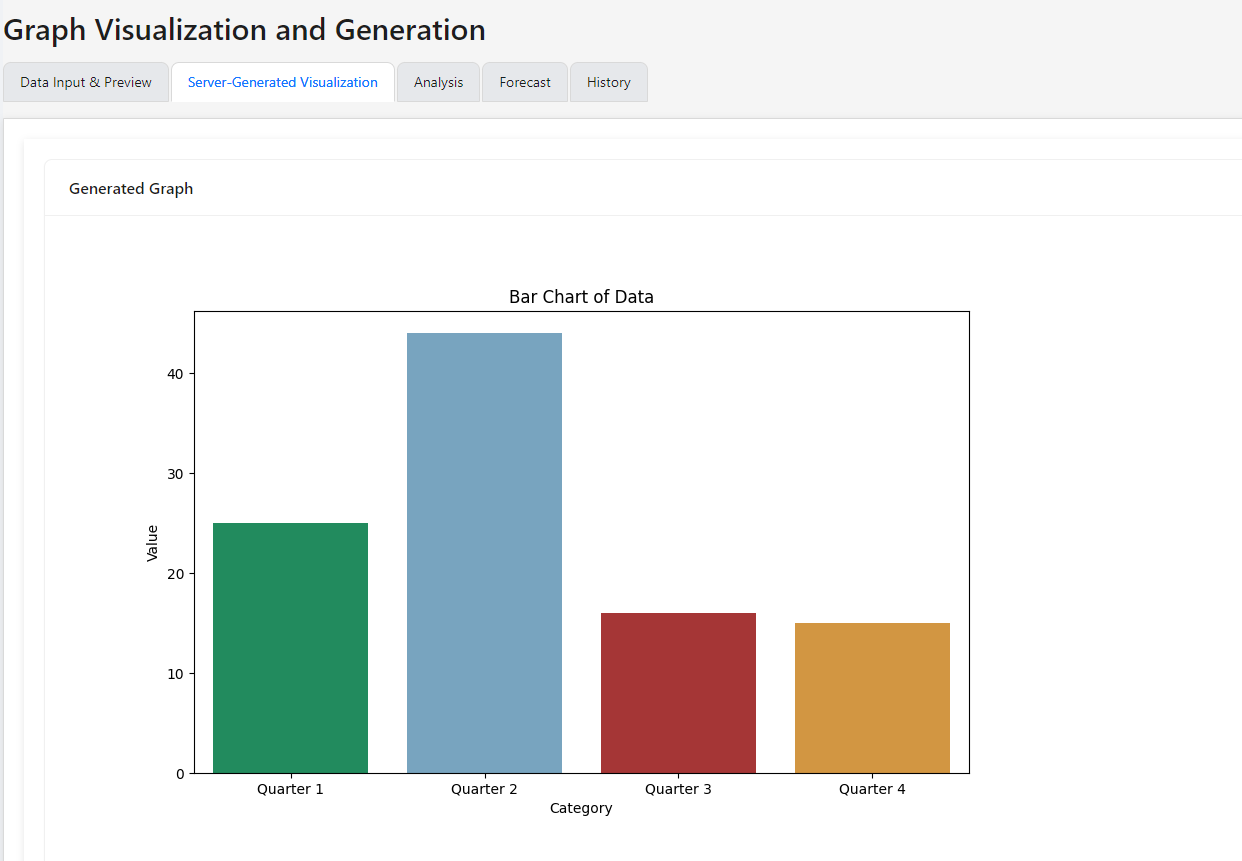 Graph Visualization and Generation
Data Input & Preview Server-Generated Visualization Analysis Forecast History
Generated Graph
Bar Chart of Data
40
30
20
10
0
Value
Quarter 1 Quarter 2 Quarter 3 Quarter 4
Category